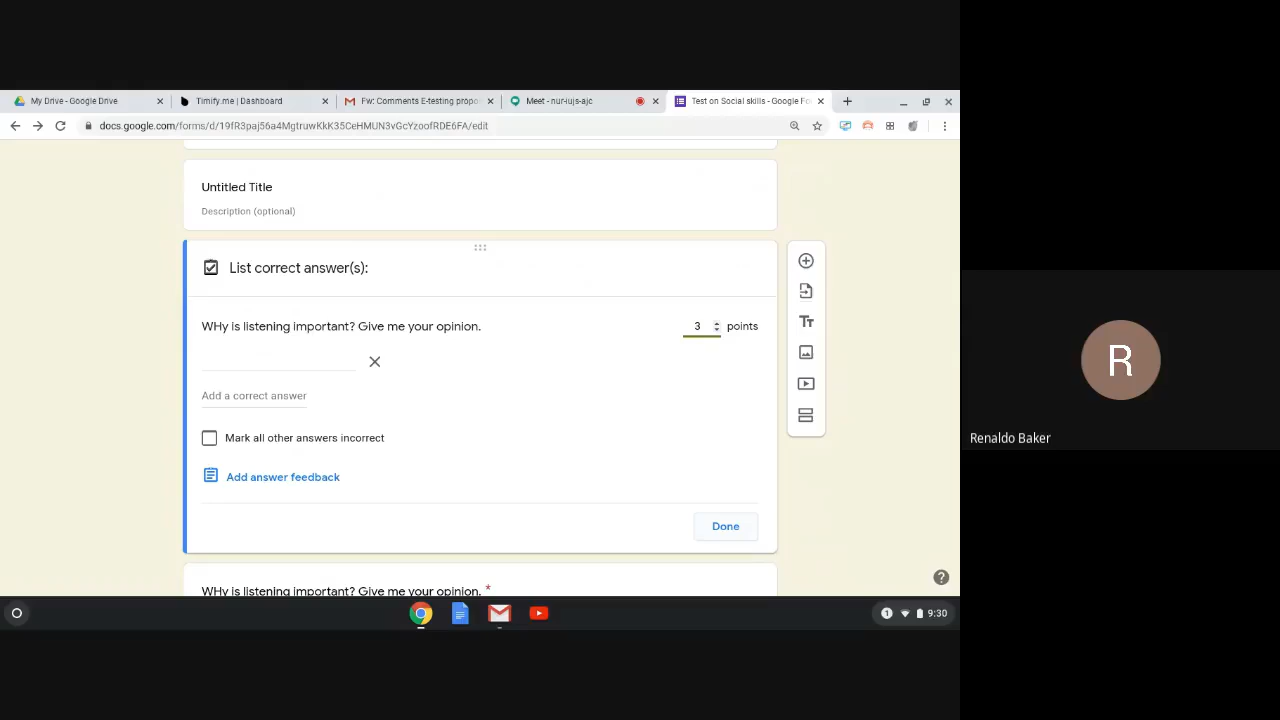 My Drive - Google Drive
Timify.me | Dashboard
Fw: Comments E-testing propo
Meet - nur-iujs-ajc
Test on Social skills - Google Fo
docs.google.com/forms/d/19fR3paj56a4MgtruwKkK35CeHMUN3vGcYzoofRDE6FA/edit
Untitled Title
Description (optional)
List correct answer(s):
WHy is listening important? Give me your opinion.
3 points
Add a correct answer
Mark all other answers incorrect
Add answer feedback
Done
WHy is listening important? Give me your opinion. *
Tт
?
1
9:30
R
Renaldo Baker